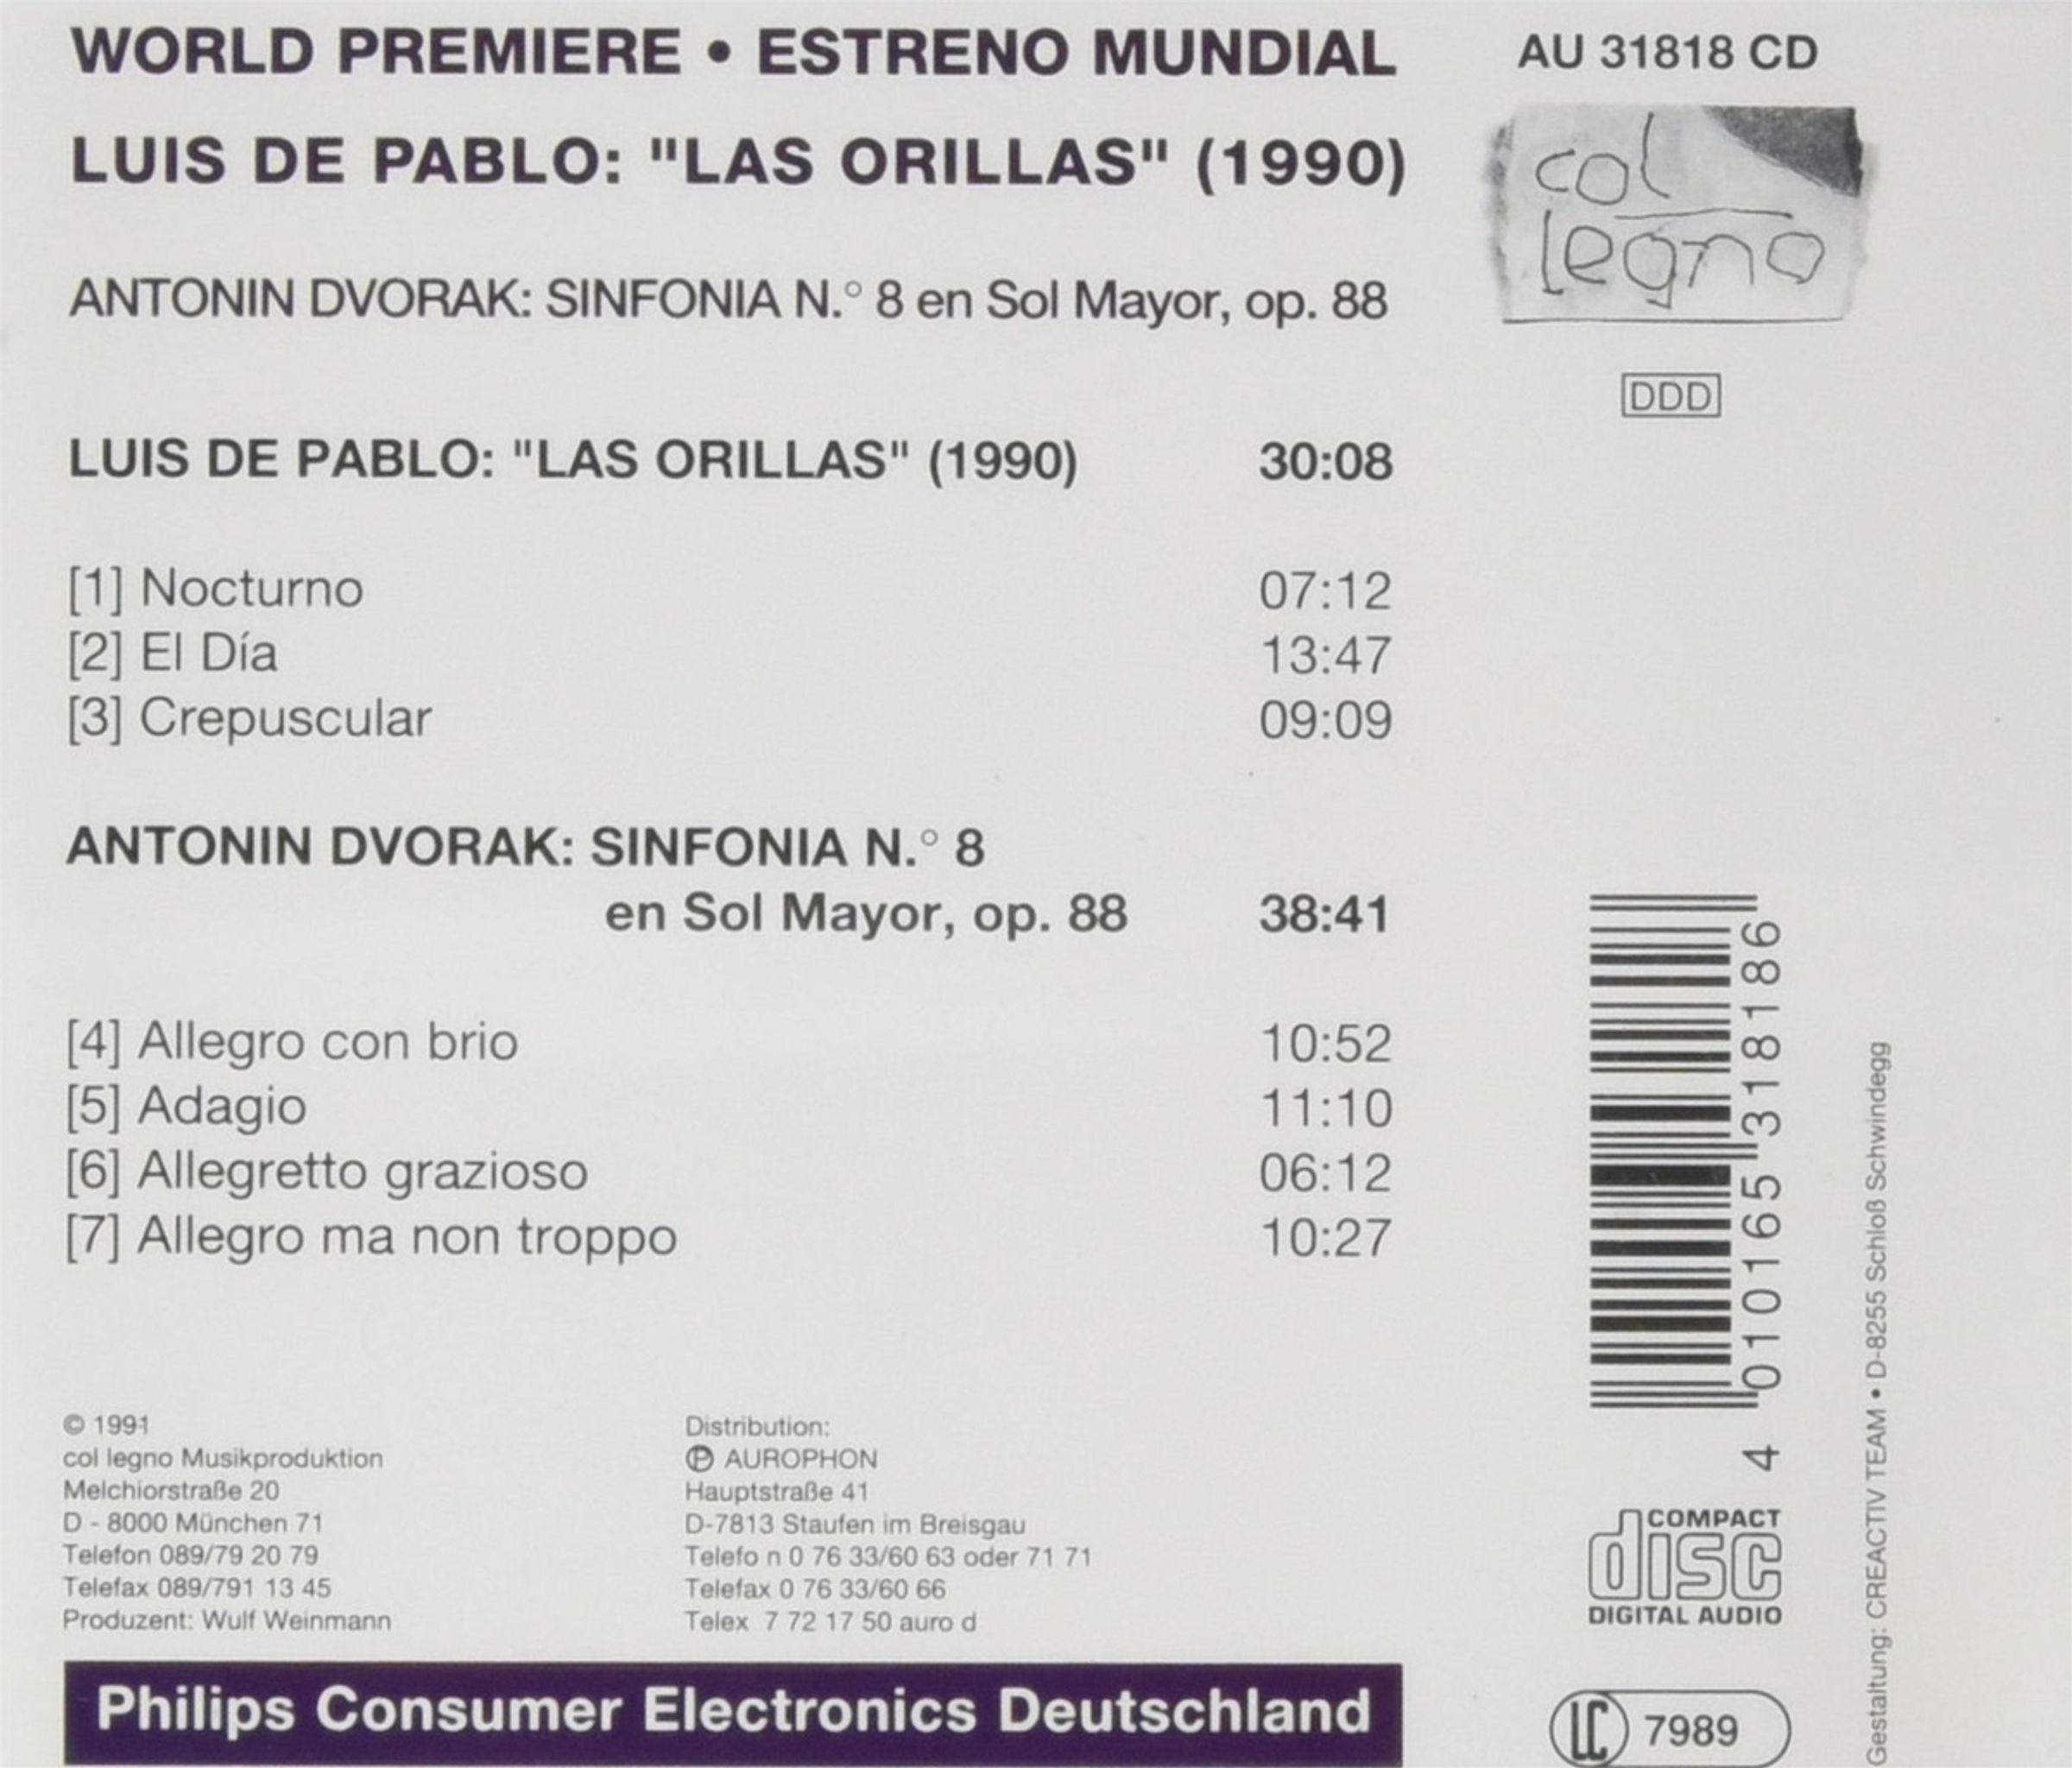 WORLD PREMIERE • ESTRENO MUNDIAL
AU 31818 CD
LUIS DE PABLO: "LAS ORILLAS" (1990)
col
legno
ANTONIN DVORAK: SINFONIA N.° 8 en Sol Mayor, op. 88
DDD
LUIS DE PABLO: "LAS ORILLAS" (1990) 30:08
[1] Nocturno 07:12
[2] El Día 13:47
[3] Crepuscular 09:09
ANTONIN DVORAK: SINFONIA N.° 8
en Sol Mayor, op. 88 38:41
[4] Allegro con brio 10:52
[5] Adagio 11:10
[6] Allegretto grazioso 06:12
[7] Allegro ma non troppo 10:27
© 1991
col legno Musikproduktion
Melchiorstraße 20
D - 8000 München 71
Telefon 089/79 20 79
Telefax 089/791 13 45
Produzent: Wulf Weinmann
Distribution:
Ⓟ AUROPHON
Hauptstraße 41
D-7813 Staufen im Breisgau
Telefo n 0 76 33/60 63 oder 71 71
Telefax 0 76 33/60 66
Telex 7 72 17 50 auro d
Philips Consumer Electronics Deutschland
4 010165 318186
COMPACT
disc
DIGITAL AUDIO
LC 7989
Gestaltung: CREACTIV TEAM • D-8255 Schloß Schwindegg